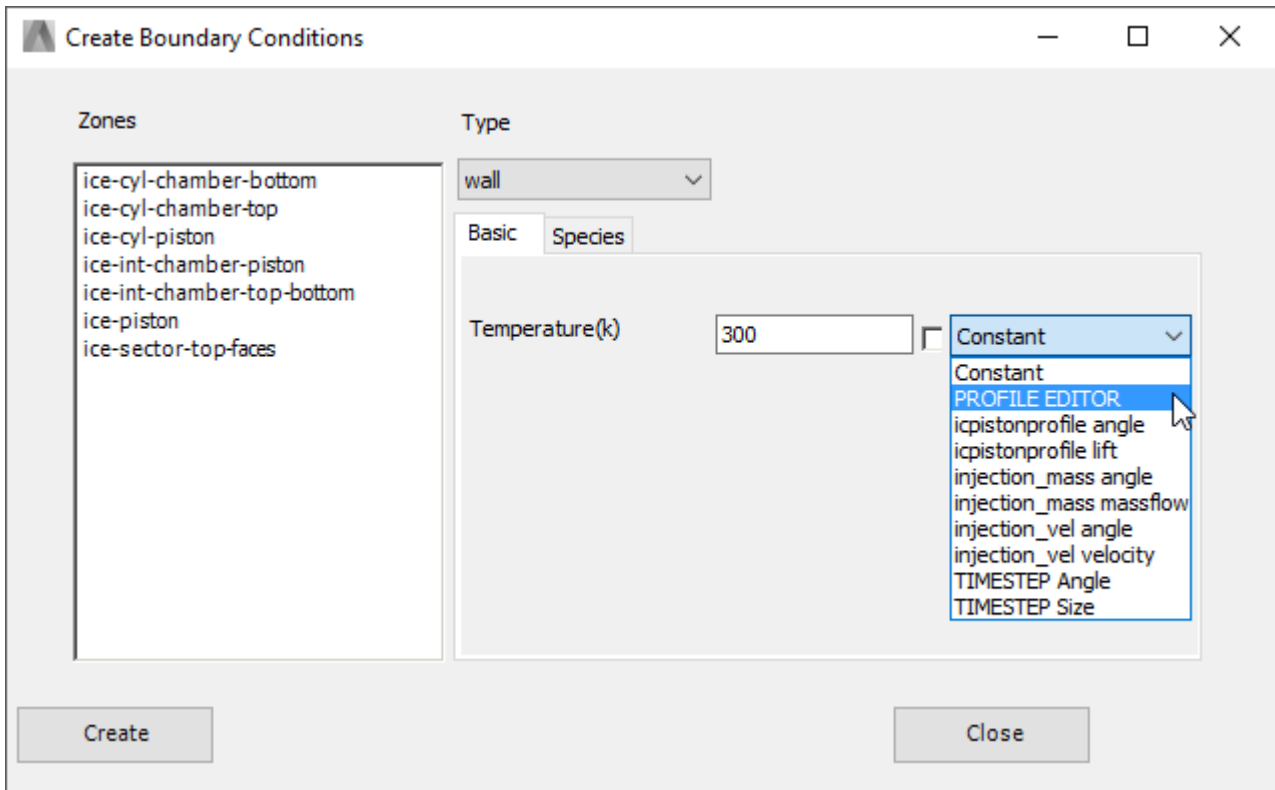 Create Boundary Conditions
Zones
Type
ice-cyl-chamber-bottom
ice-cyl-chamber-top
ice-cyl-piston
ice-int-chamber-piston
ice-int-chamber-top-bottom
ice-piston
ice-sector-top-faces
wall
Basic Species
Temperature(k) 300 Constant
Constant
PROFILE EDITOR
icpistonprofile angle
icpistonprofile lift
injection_mass angle
injection_mass massflow
injection_vel angle
injection_vel velocity
TIMESTEP Angle
TIMESTEP Size
Create Close